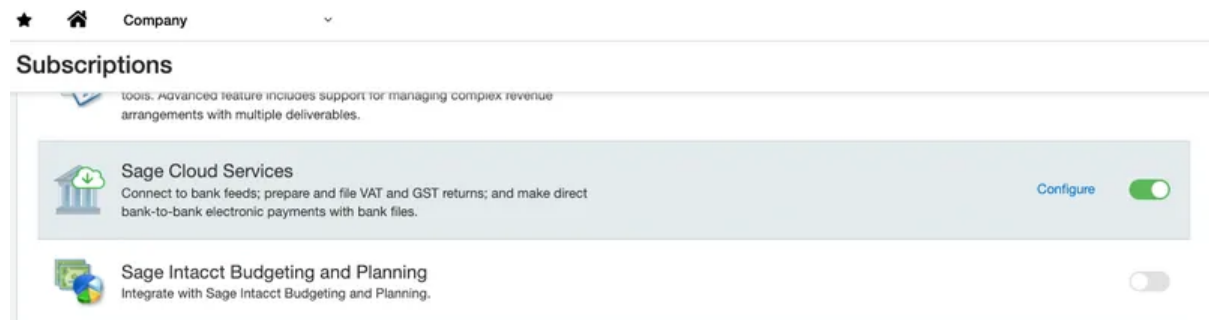 Company
Subscriptions
tools. Advanced feature includes support for managing complex revenue
arrangements with multiple deliverables.
Sage Cloud Services
Connect to bank feeds; prepare and file VAT and GST returns; and make direct
bank-to-bank electronic payments with bank files.
Configure
Sage Intacct Budgeting and Planning
Integrate with Sage Intacct Budgeting and Planning.